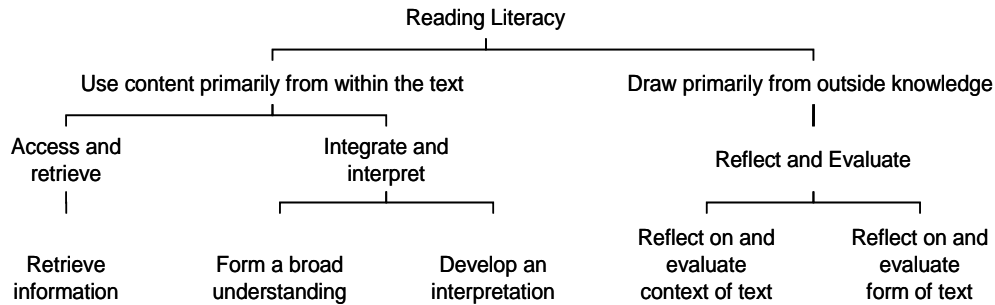 Reading Literacy
Use content primarily from within the text
Draw primarily from outside knowledge
Access and
retrieve
Integrate and
interpret
Reflect and Evaluate
Retrieve
information
Form a broad
understanding
Develop an
interpretation
Reflect on and
evaluate
context of text
Reflect on and
evaluate
form of text